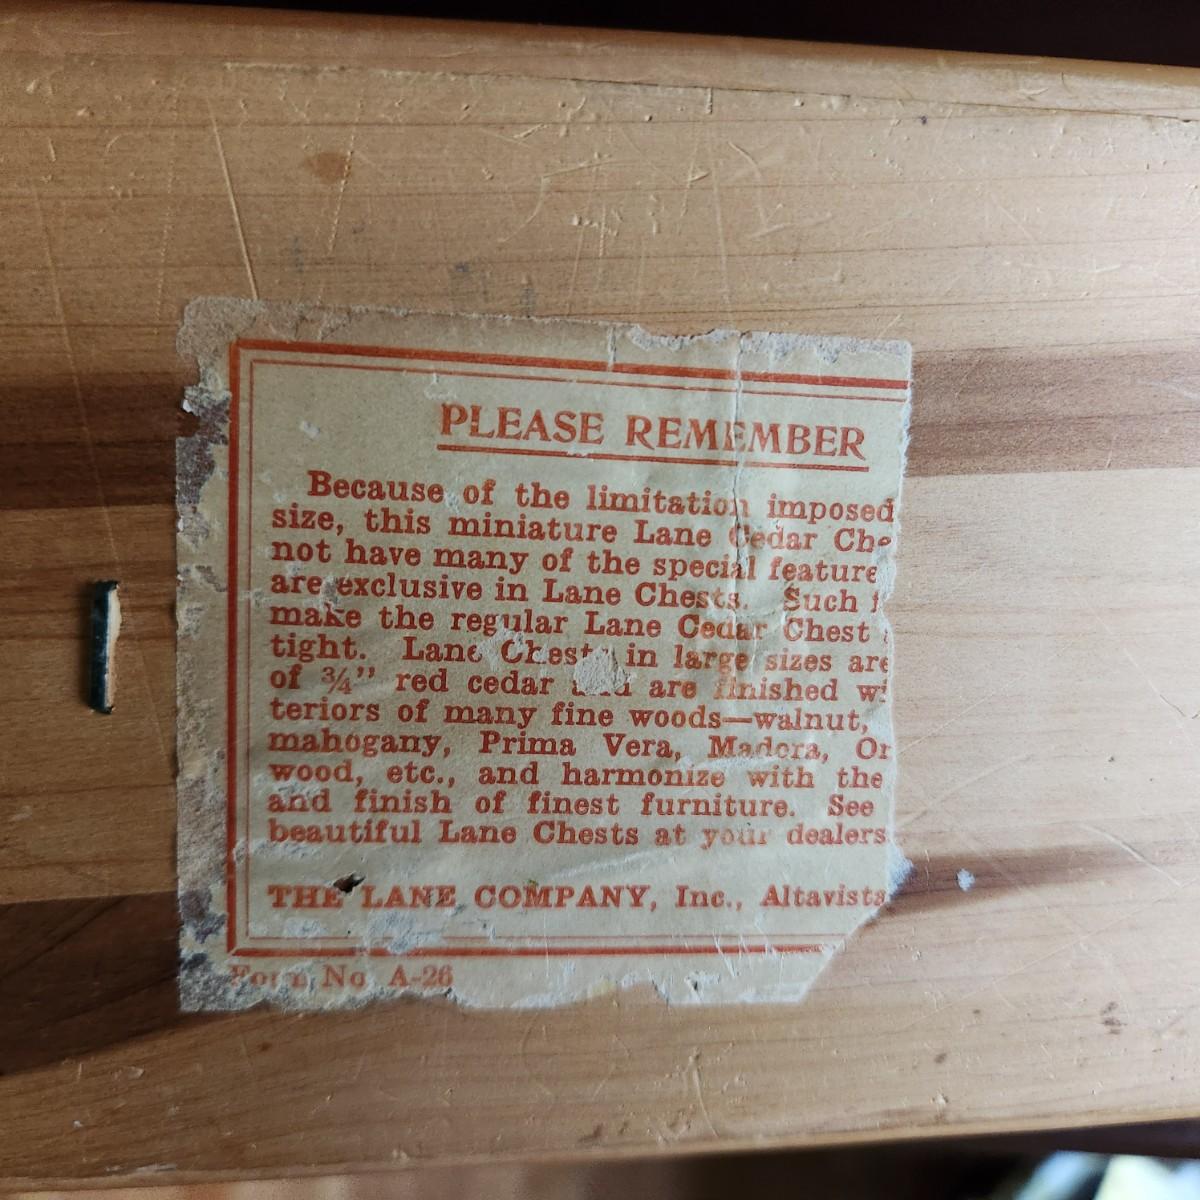 PLEASE REMEMBER
Because of the limitation imposed
size, this miniature Lane Cedar Che
not have many of the special feature
are exclusive in Lane Chests. Such f
make the regular Lane Cedar Chest
tight. Lane Chests in large sizes are
of ¾" red cedar and are finished wi
teriors of many fine woods—walnut,
mahogany, Prima Vera, Madera, Or
wood, etc., and harmonize with the
and finish of finest furniture. See
beautiful Lane Chests at your dealers
THE LANE COMPANY, Inc., Altavista
Form No A-26